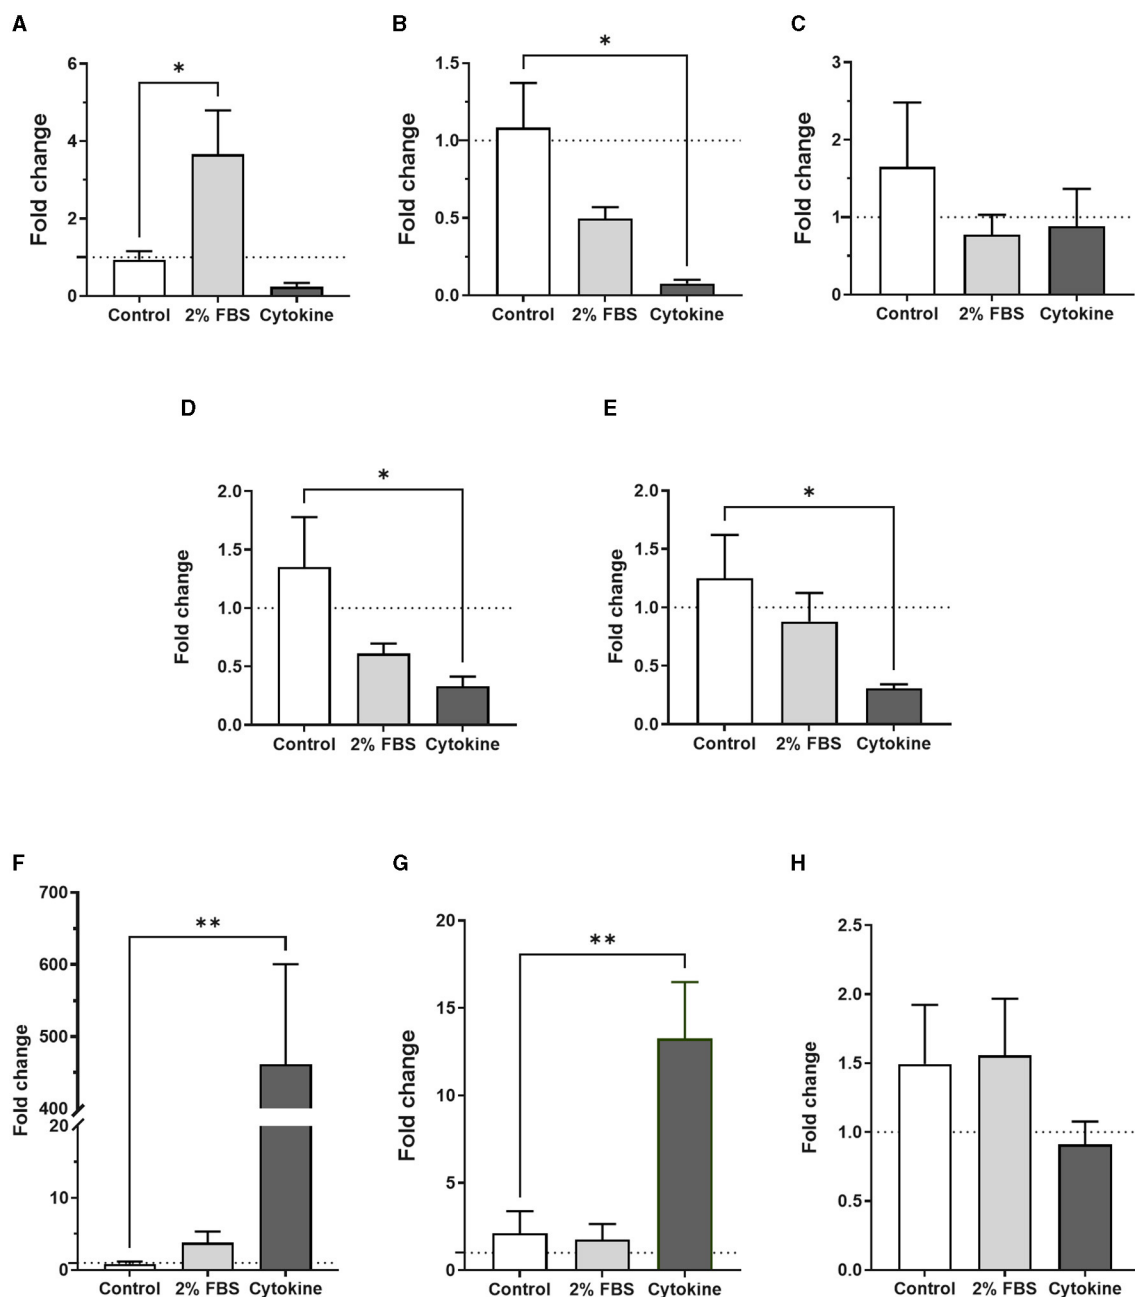 A
B
C
*
6
4
2
0
Fold change
Control 2% FBS Cytokine
*
1.5
1.0
0.5
0.0
Fold change
Control 2% FBS Cytokine
3
2
1
0
Fold change
Control 2% FBS Cytokine
D
E
*
2.0
1.5
1.0
0.5
0.0
Fold change
Control 2% FBS Cytokine
*
2.0
1.5
1.0
0.5
0.0
Fold change
Control 2% FBS Cytokine
F
G
H
**
700
600
500
400
20
10
0
Fold change
Control 2% FBS Cytokine
**
20
15
10
5
0
Fold change
Control 2% FBS Cytokine
2.5
2.0
1.5
1.0
0.5
0.0
Fold change
Control 2% FBS Cytokine